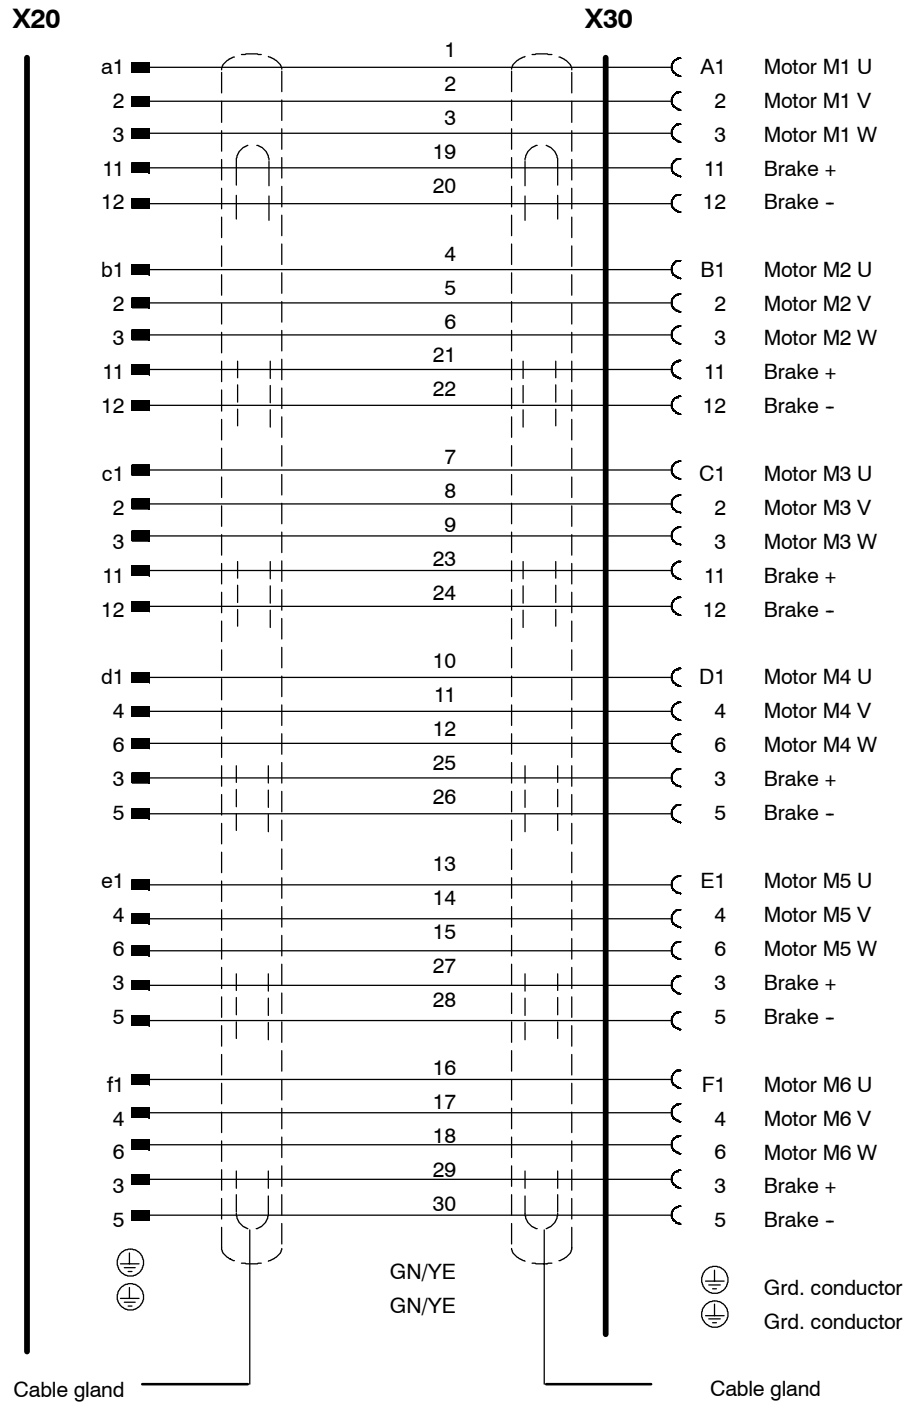 X20 X30
1
a1 A1 Motor M1 U
2
2 2 Motor M1 V
3
3 3 Motor M1 W
19
11 11 Brake +
20
12 12 Brake -
4
b1 B1 Motor M2 U
5
2 2 Motor M2 V
6
3 3 Motor M2 W
21
11 11 Brake +
22
12 12 Brake -
7
c1 C1 Motor M3 U
8
2 2 Motor M3 V
9
3 3 Motor M3 W
23
11 11 Brake +
24
12 12 Brake -
10
d1 D1 Motor M4 U
11
4 4 Motor M4 V
12
6 6 Motor M4 W
25
3 3 Brake +
26
5 5 Brake -
13
e1 E1 Motor M5 U
14
4 4 Motor M5 V
15
6 6 Motor M5 W
27
3 3 Brake +
28
5 5 Brake -
16
f1 F1 Motor M6 U
17
4 4 Motor M6 V
18
6 6 Motor M6 W
29
3 3 Brake +
30
5 5 Brake -
GN/YE Grd. conductor
GN/YE Grd. conductor
Cable gland Cable gland